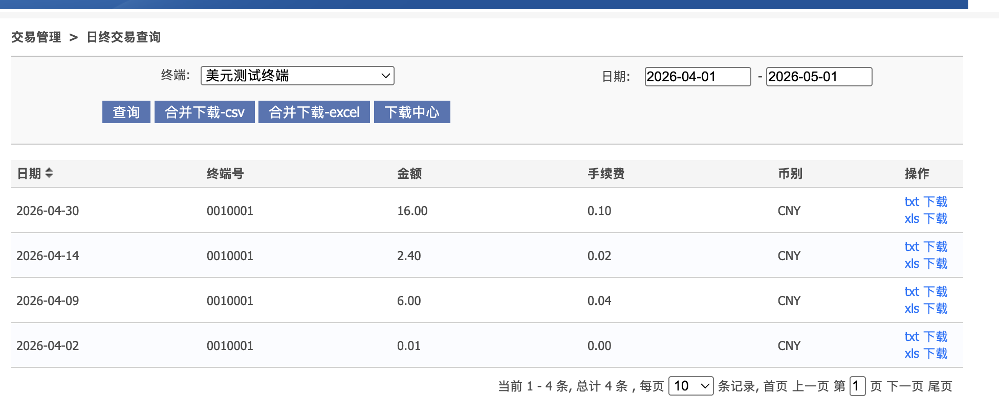 交易管理 > 日终交易查询
终端: 美元测试终端 日期: 2026-04-01 - 2026-05-01
查询 合并下载-csv 合并下载-excel 下载中心
日期 终端号 金额 手续费 币别 操作
2026-04-30 0010001 16.00 0.10 CNY txt 下载
xls 下载
2026-04-14 0010001 2.40 0.02 CNY txt 下载
xls 下载
2026-04-09 0010001 6.00 0.04 CNY txt 下载
xls 下载
2026-04-02 0010001 0.01 0.00 CNY txt 下载
xls 下载
当前 1 - 4 条, 总计 4 条 , 每页 10 条记录, 首页 上一页 第 1 页 下一页 尾页